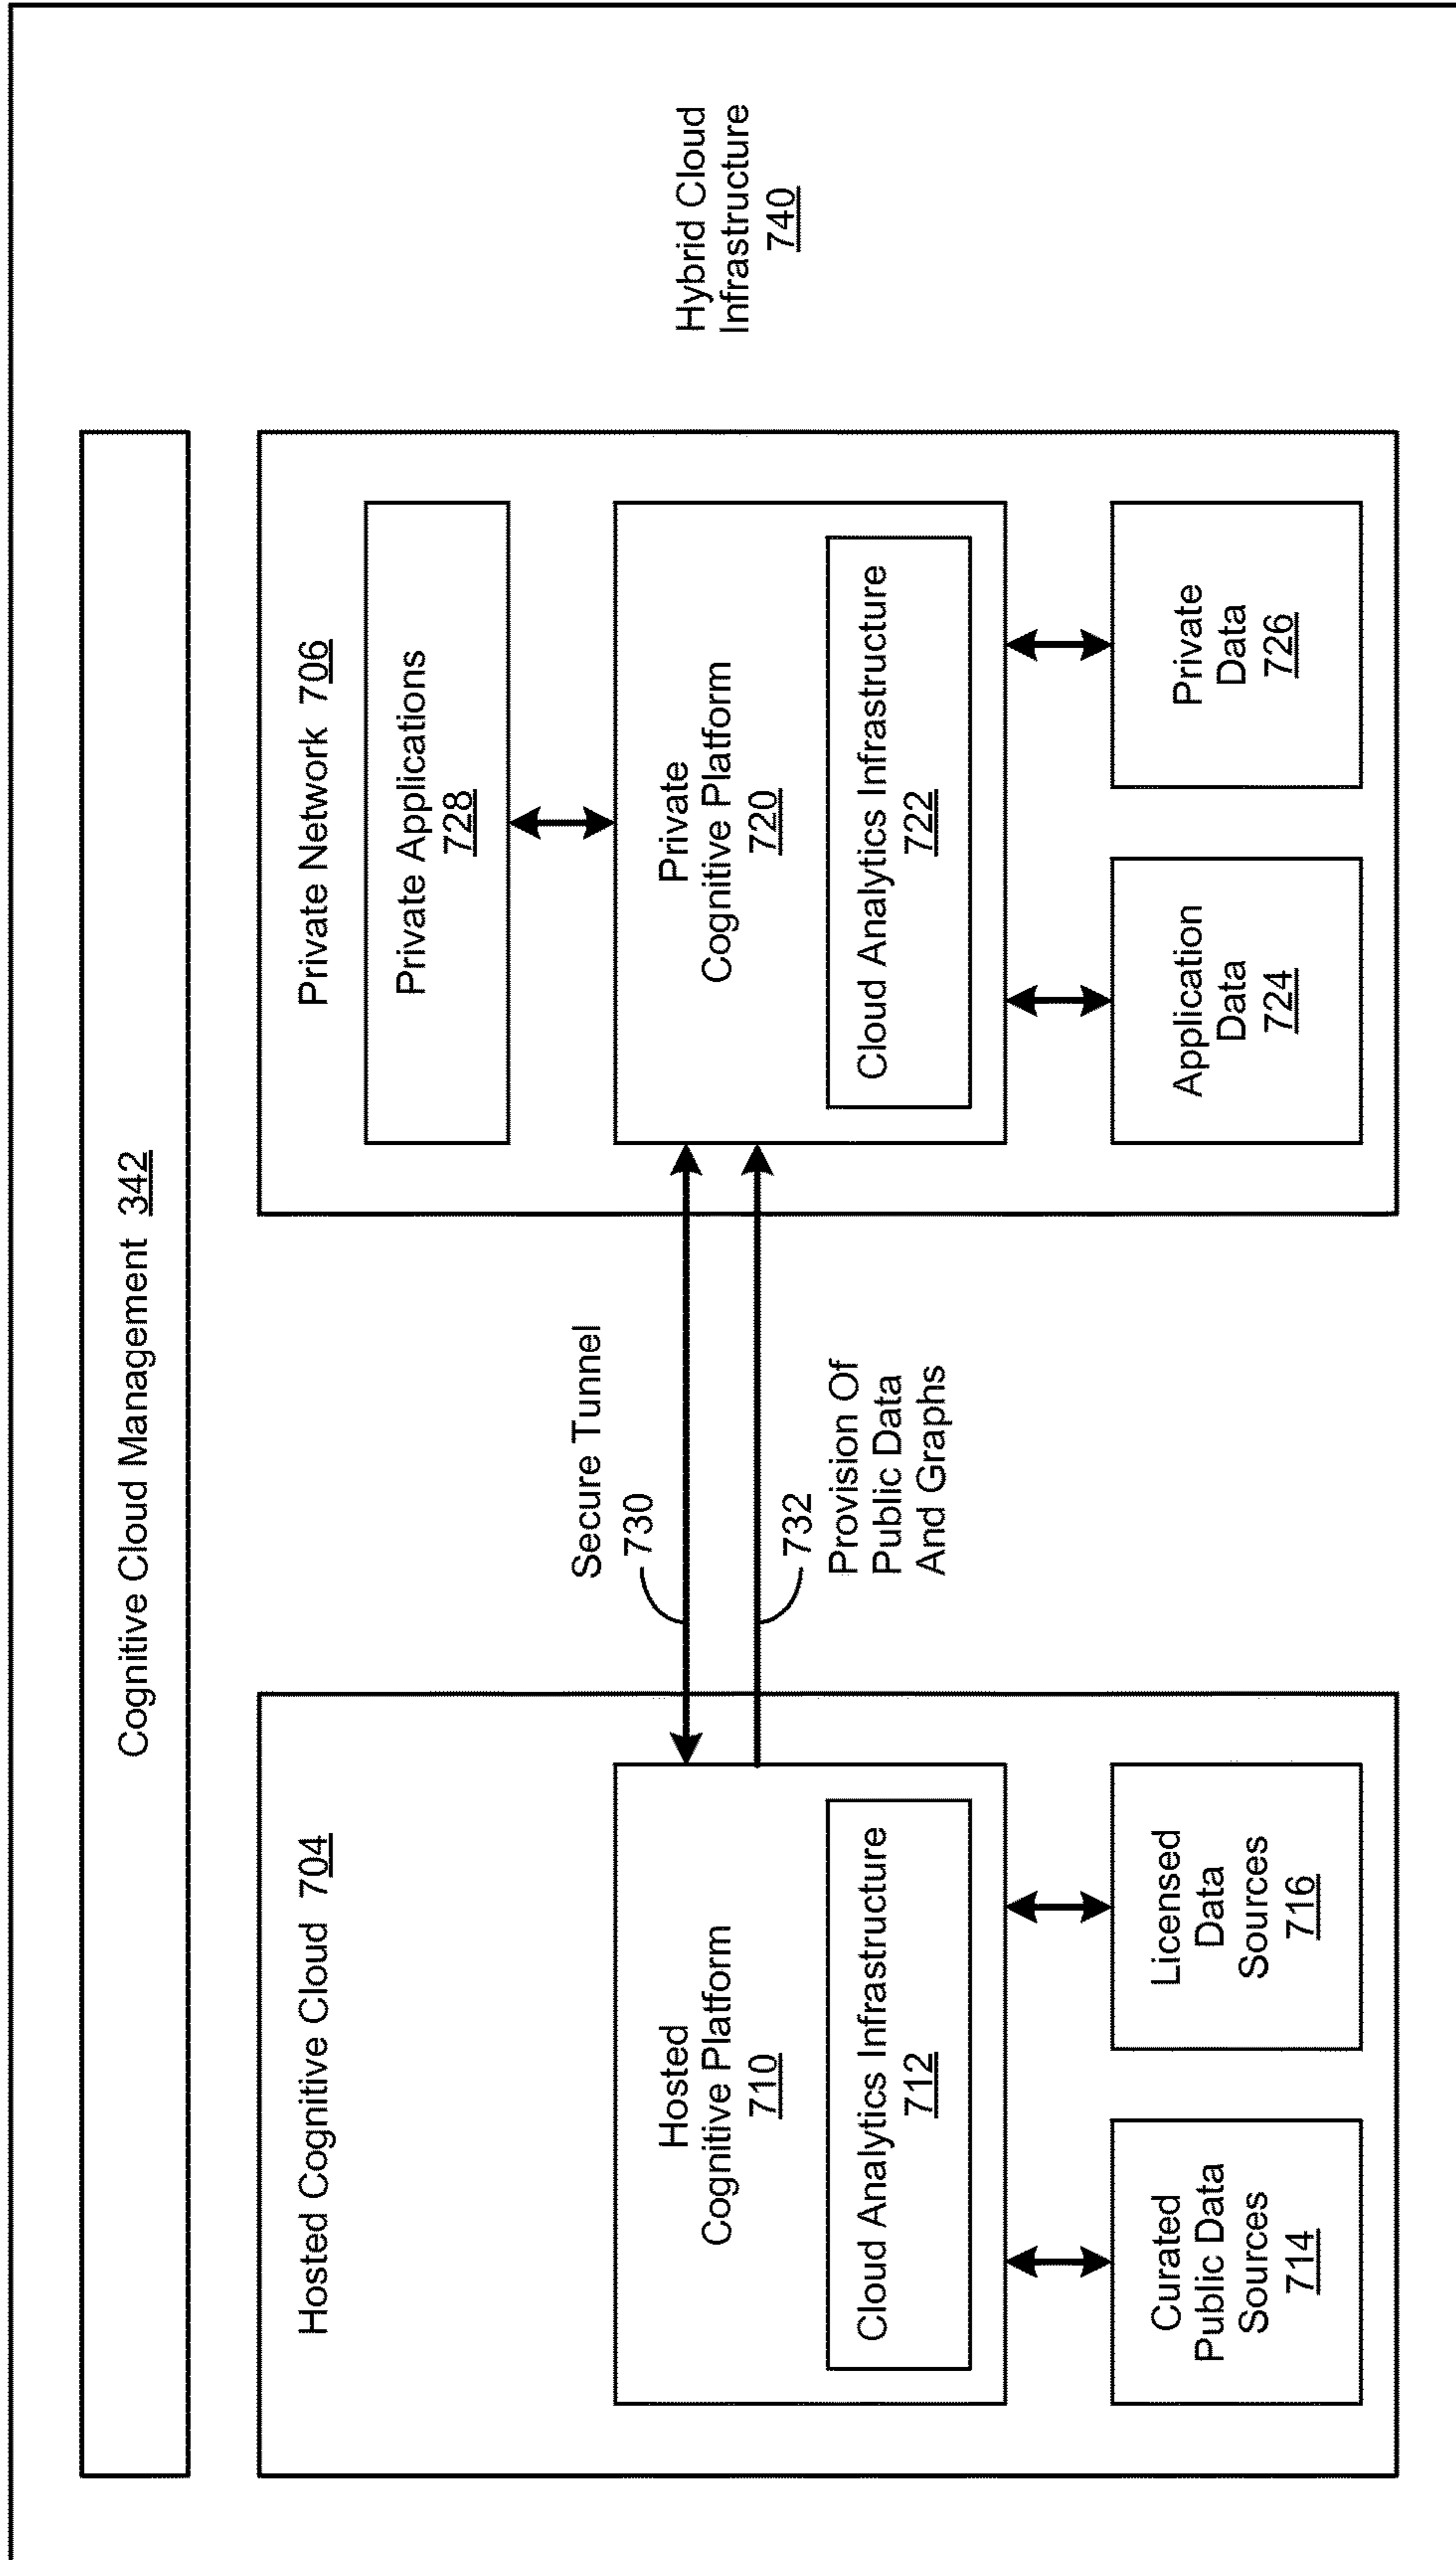 Cognitive Cloud Management 342
Hosted Cognitive Cloud 704
Hosted
Cognitive Platform
710
Cloud Analytics Infrastructure
712
Curated
Public Data
Sources
714
Licensed
Data
Sources
716
Secure Tunnel
730
732
Provision Of
Public Data
And Graphs
Private Network 706
Private Applications
728
Private
Cognitive Platform
720
Cloud Analytics Infrastructure
722
Application
Data
724
Private
Data
726
Hybrid Cloud
Infrastructure
740